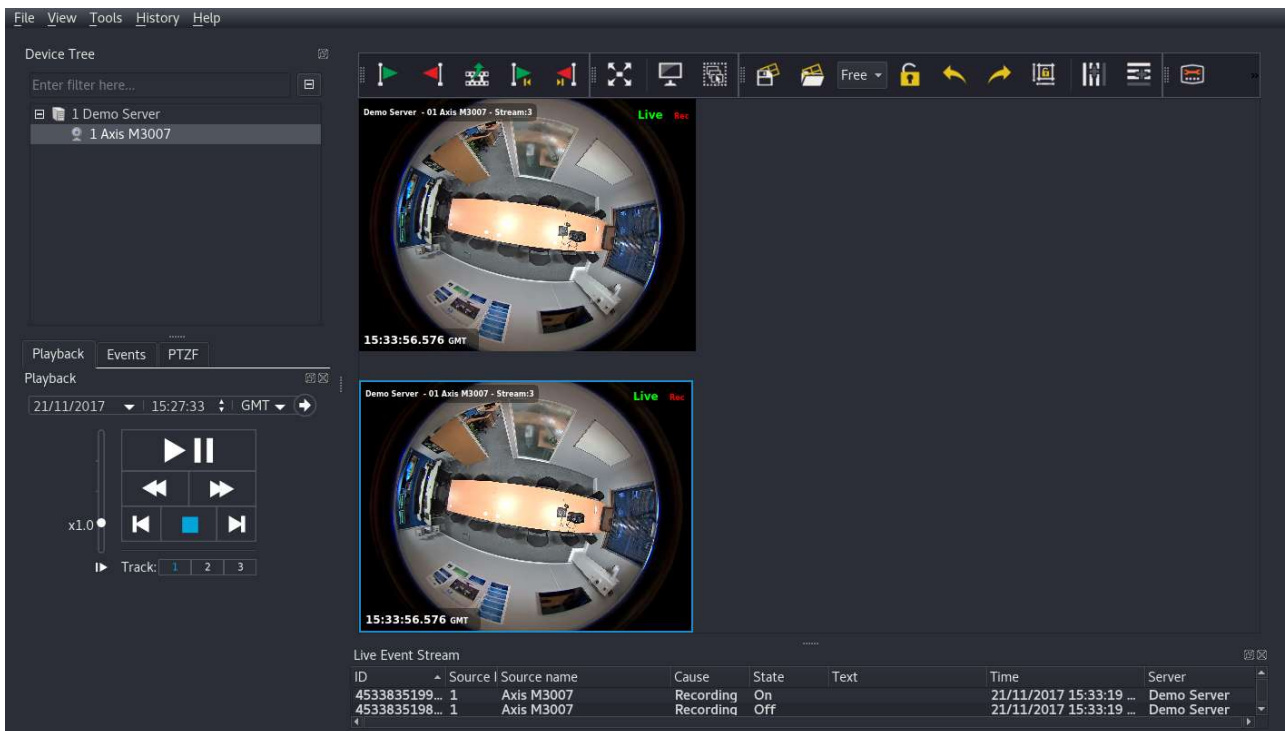 File View Tools History Help
Device Tree
Enter filter here...
1 Demo Server
1 Axis M3007
Free
Demo Server - 01 Axis M3007 - Stream:3
Live Rec
15:33:56.576 GMT
Playback Events PTZF
Playback
21/11/2017 15:27:33 GMT
x1.0
Track: 1 2 3
Demo Server - 01 Axis M3007 - Stream:3
Live Rec
15:33:56.576 GMT
Live Event Stream
ID Source I Source name Cause State Text Time Server
4533835199... 1 Axis M3007 Recording On 21/11/2017 15:33:19 ... Demo Server
4533835198... 1 Axis M3007 Recording Off 21/11/2017 15:33:19 ... Demo Server